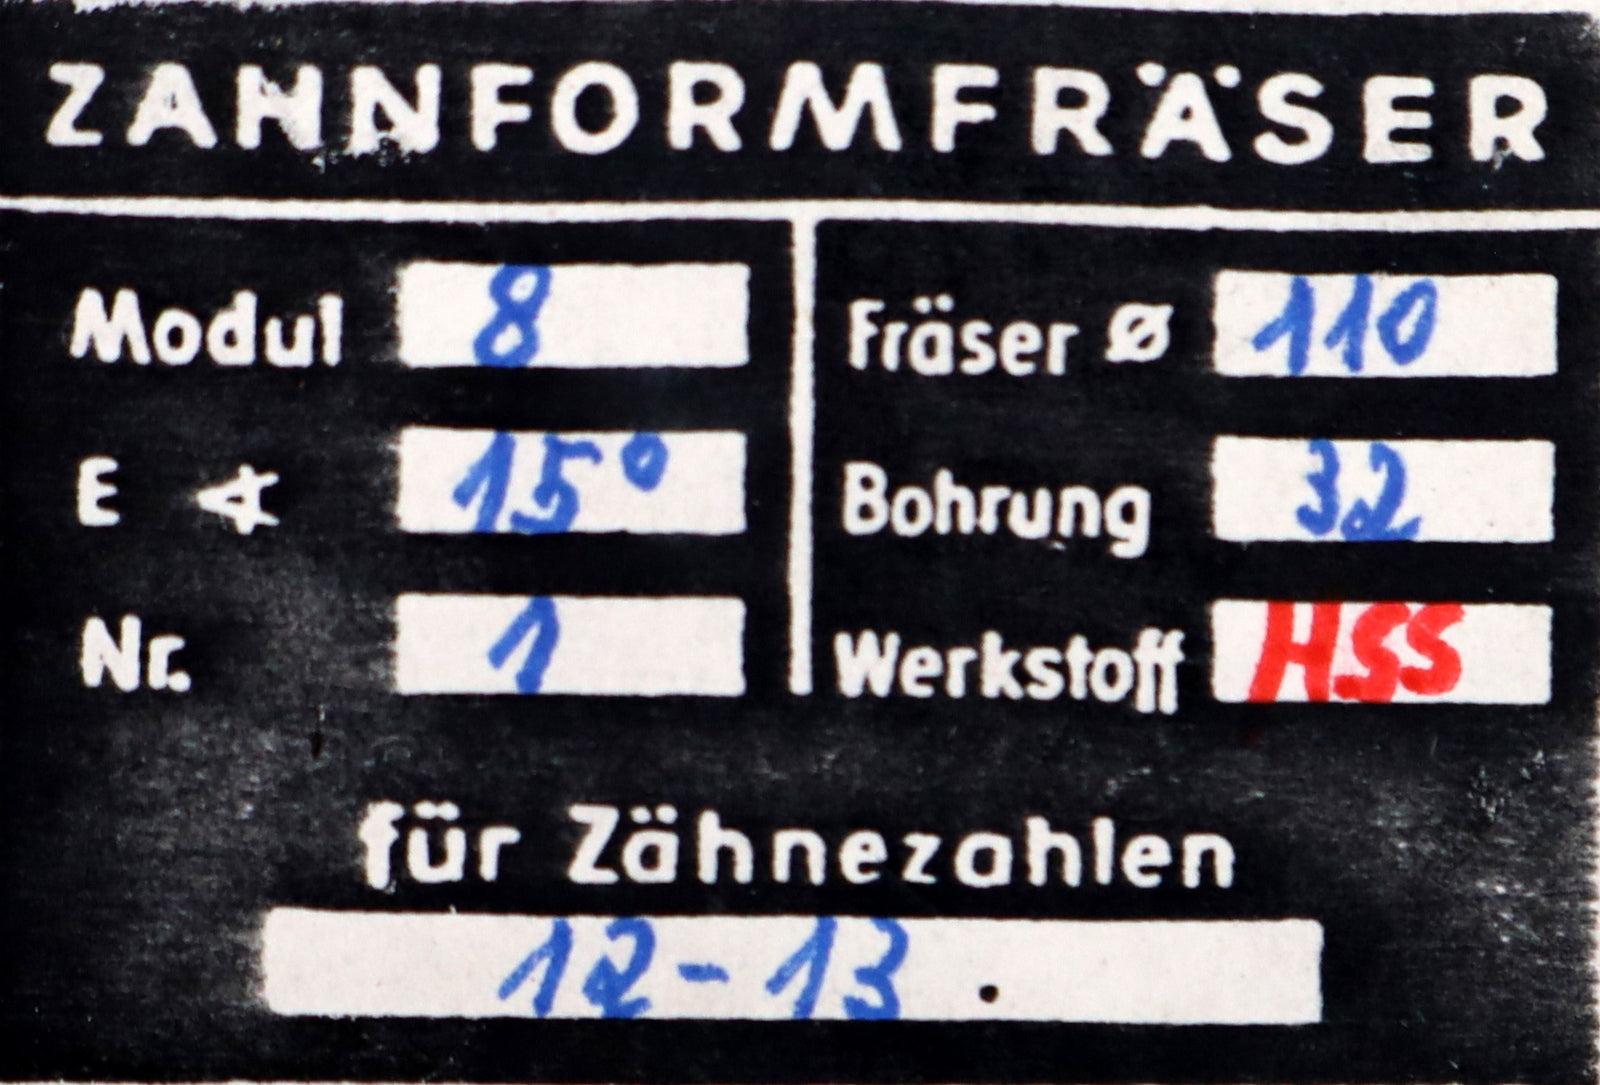 ZAHNFORMFRÄSER
Modul 8
E ∢ 15°
Nr. 1
Fräser Ø 110
Bohrung 32
Werkstoff HSS
für Zähnezahlen
12-13